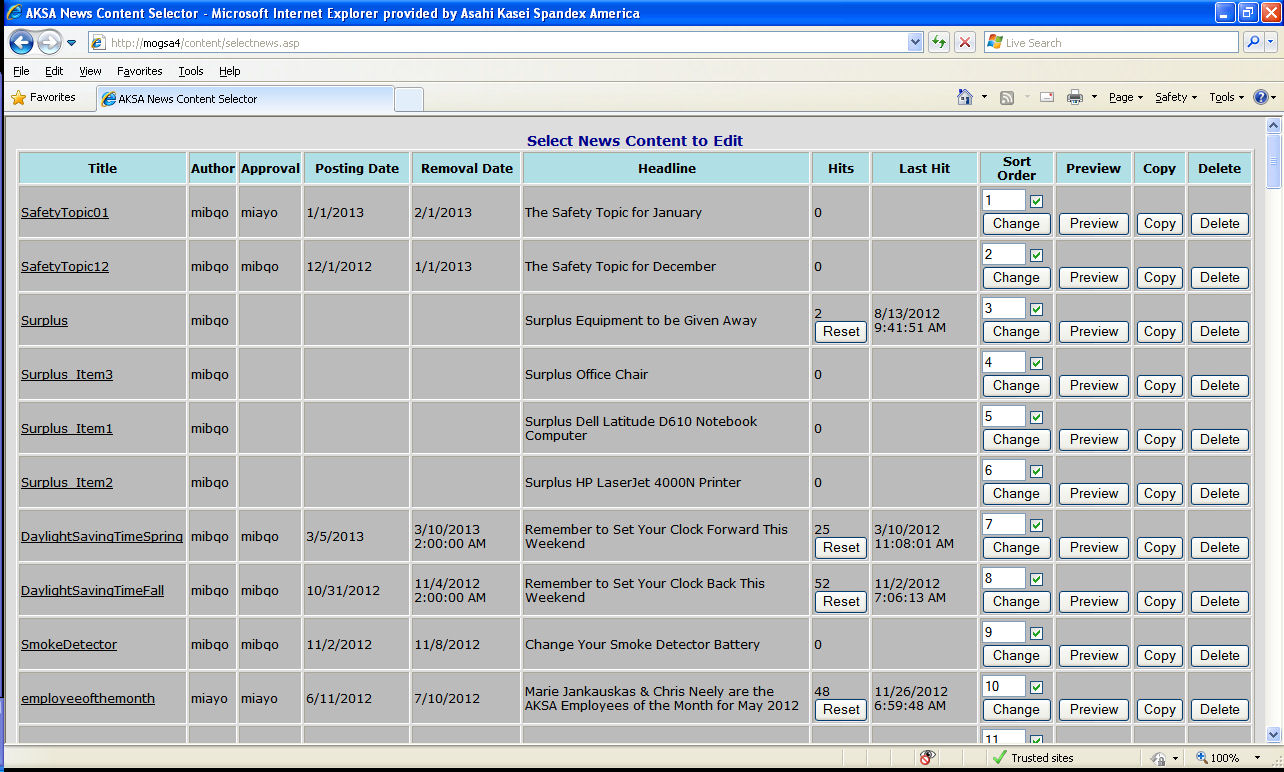 AKSA News Content Selector - Microsoft Internet Explorer provided by Asahi Kasei Spandex America
http://mogsa4/content/selectnews.asp
Live Search
File Edit View Favorites Tools Help
Favorites
AKSA News Content Selector
Page Safety Tools
Select News Content to Edit
Title Author Approval Posting Date Removal Date Headline Hits Last Hit Sort Order Preview Copy Delete
SafetyTopic01 mibqo miayo 1/1/2013 2/1/2013 The Safety Topic for January 0 1
Change Preview Copy Delete
SafetyTopic12 mibqo mibqo 12/1/2012 1/1/2013 The Safety Topic for December 0 2
Change Preview Copy Delete
Surplus mibqo Surplus Equipment to be Given Away 2 8/13/2012 3
Reset 9:41:51 AM Change Preview Copy Delete
Surplus_Item3 mibqo Surplus Office Chair 0 4
Change Preview Copy Delete
Surplus_Item1 mibqo Surplus Dell Latitude D610 Notebook 0 5
Computer Change Preview Copy Delete
Surplus_Item2 mibqo Surplus HP LaserJet 4000N Printer 0 6
Change Preview Copy Delete
DaylightSavingTimeSpring mibqo mibqo 3/5/2013 3/10/2013 Remember to Set Your Clock Forward This 25 3/10/2012 7
2:00:00 AM Weekend Reset 11:08:01 AM Change Preview Copy Delete
DaylightSavingTimeFall mibqo mibqo 10/31/2012 11/4/2012 Remember to Set Your Clock Back This 52 11/2/2012 8
2:00:00 AM Weekend Reset 7:06:13 AM Change Preview Copy Delete
SmokeDetector mibqo mibqo 11/2/2012 11/8/2012 Change Your Smoke Detector Battery 0 9
Change Preview Copy Delete
employeeofthemonth miayo miayo 6/11/2012 7/10/2012 Marie Jankauskas & Chris Neely are the 48 11/26/2012 10
AKSA Employees of the Month for May 2012 Reset 6:59:48 AM Change Preview Copy Delete
11
Trusted sites 100%